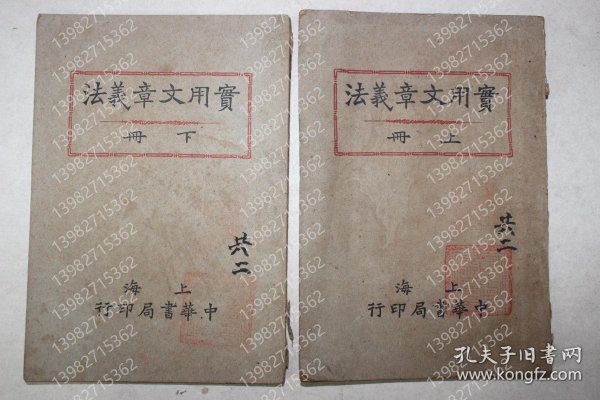 實用文章義法
上冊
共二
上海
中華書局印行
實用文章義法
下冊
共二
上海
中華書局印行
13982715362
孔夫子旧书网
www.kongfz.com